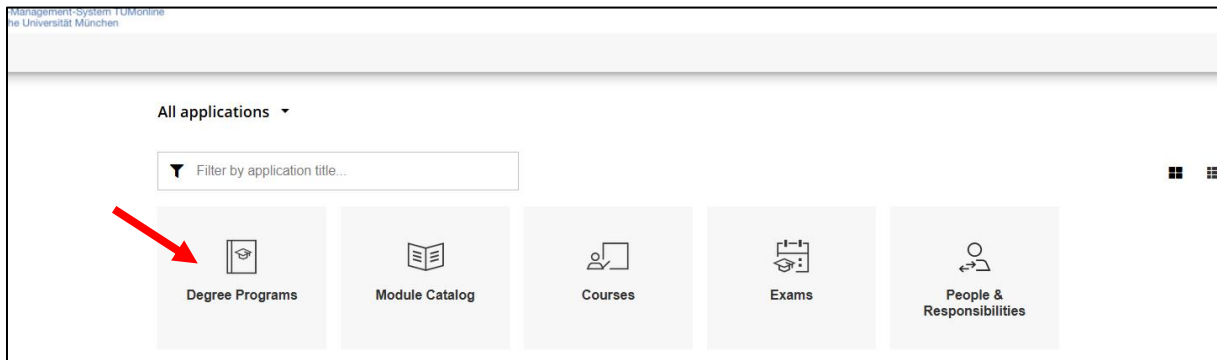 -Management-System TUMonline
he Universität München
All applications
Filter by application title...
Degree Programs
Module Catalog
Courses
Exams
People &
Responsibilities